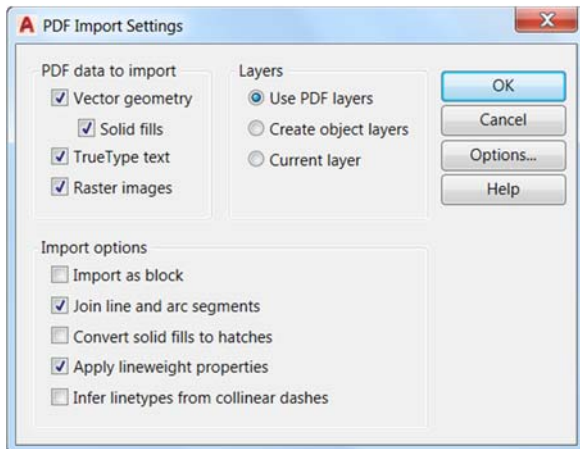 PDF Import Settings
PDF data to import
Vector geometry
Solid fills
TrueType text
Raster images
Layers
Use PDF layers
Create object layers
Current layer
OK
Cancel
Options...
Help
Import options
Import as block
Join line and arc segments
Convert solid fills to hatches
Apply lineweight properties
Infer linetypes from collinear dashes